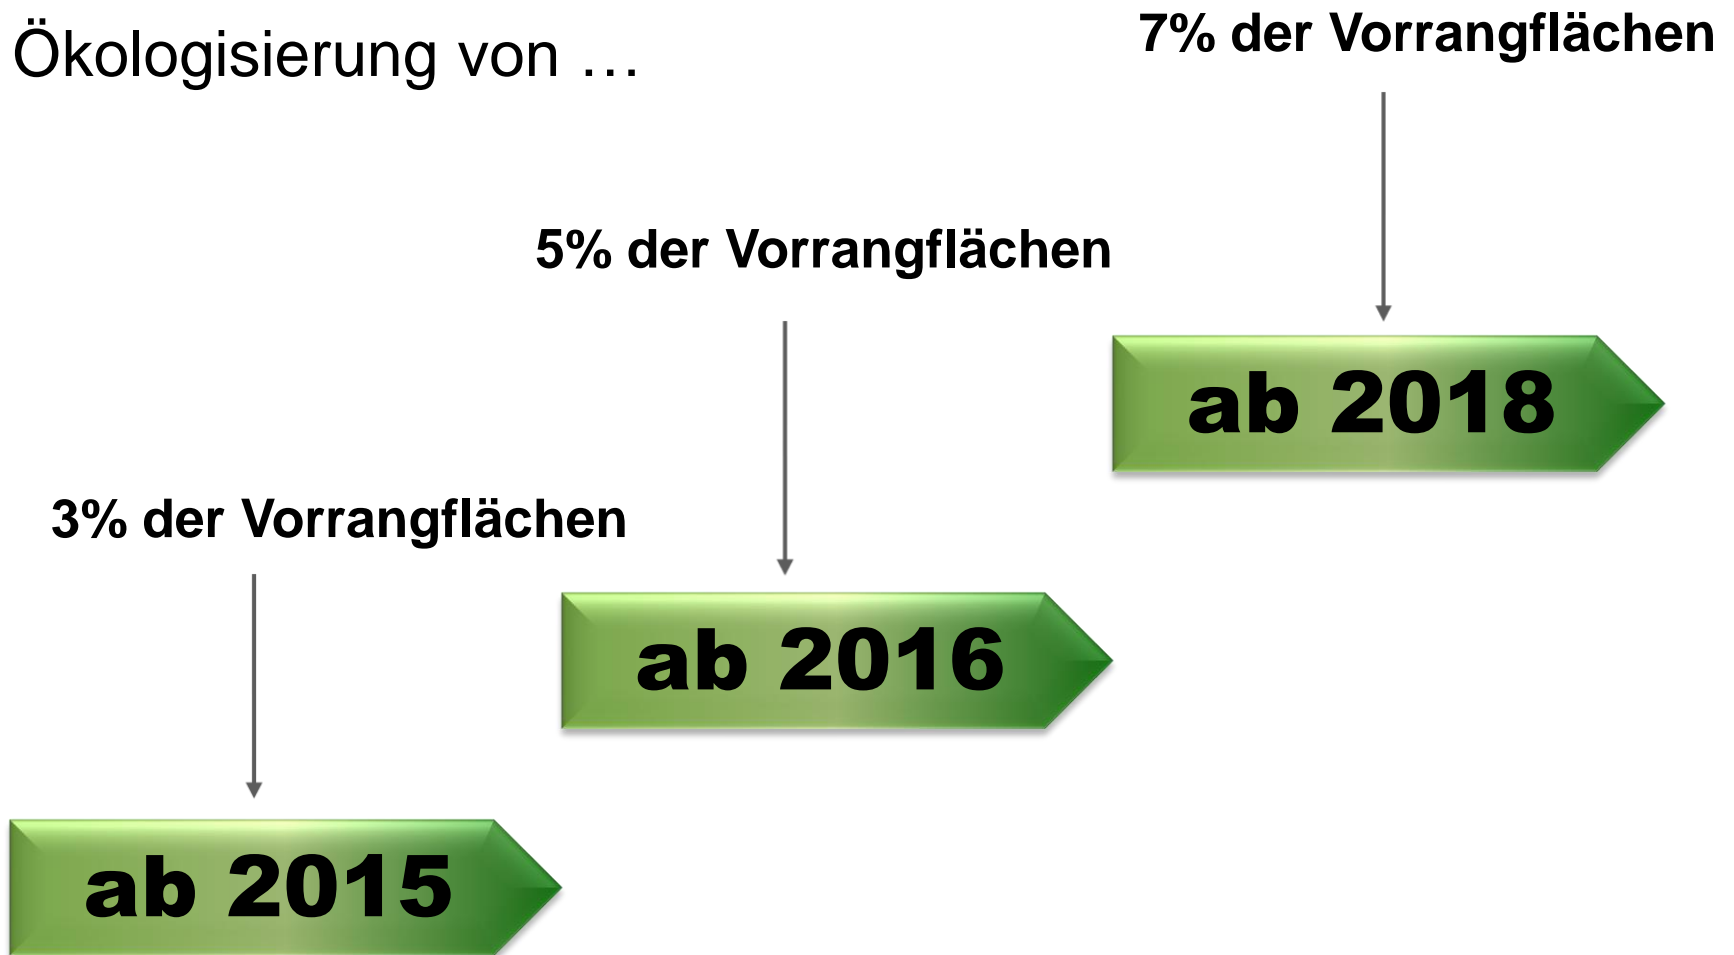 Ökologisierung von …
7% der Vorrangflächen
5% der Vorrangflächen
ab 2018
3% der Vorrangflächen
ab 2016
ab 2015